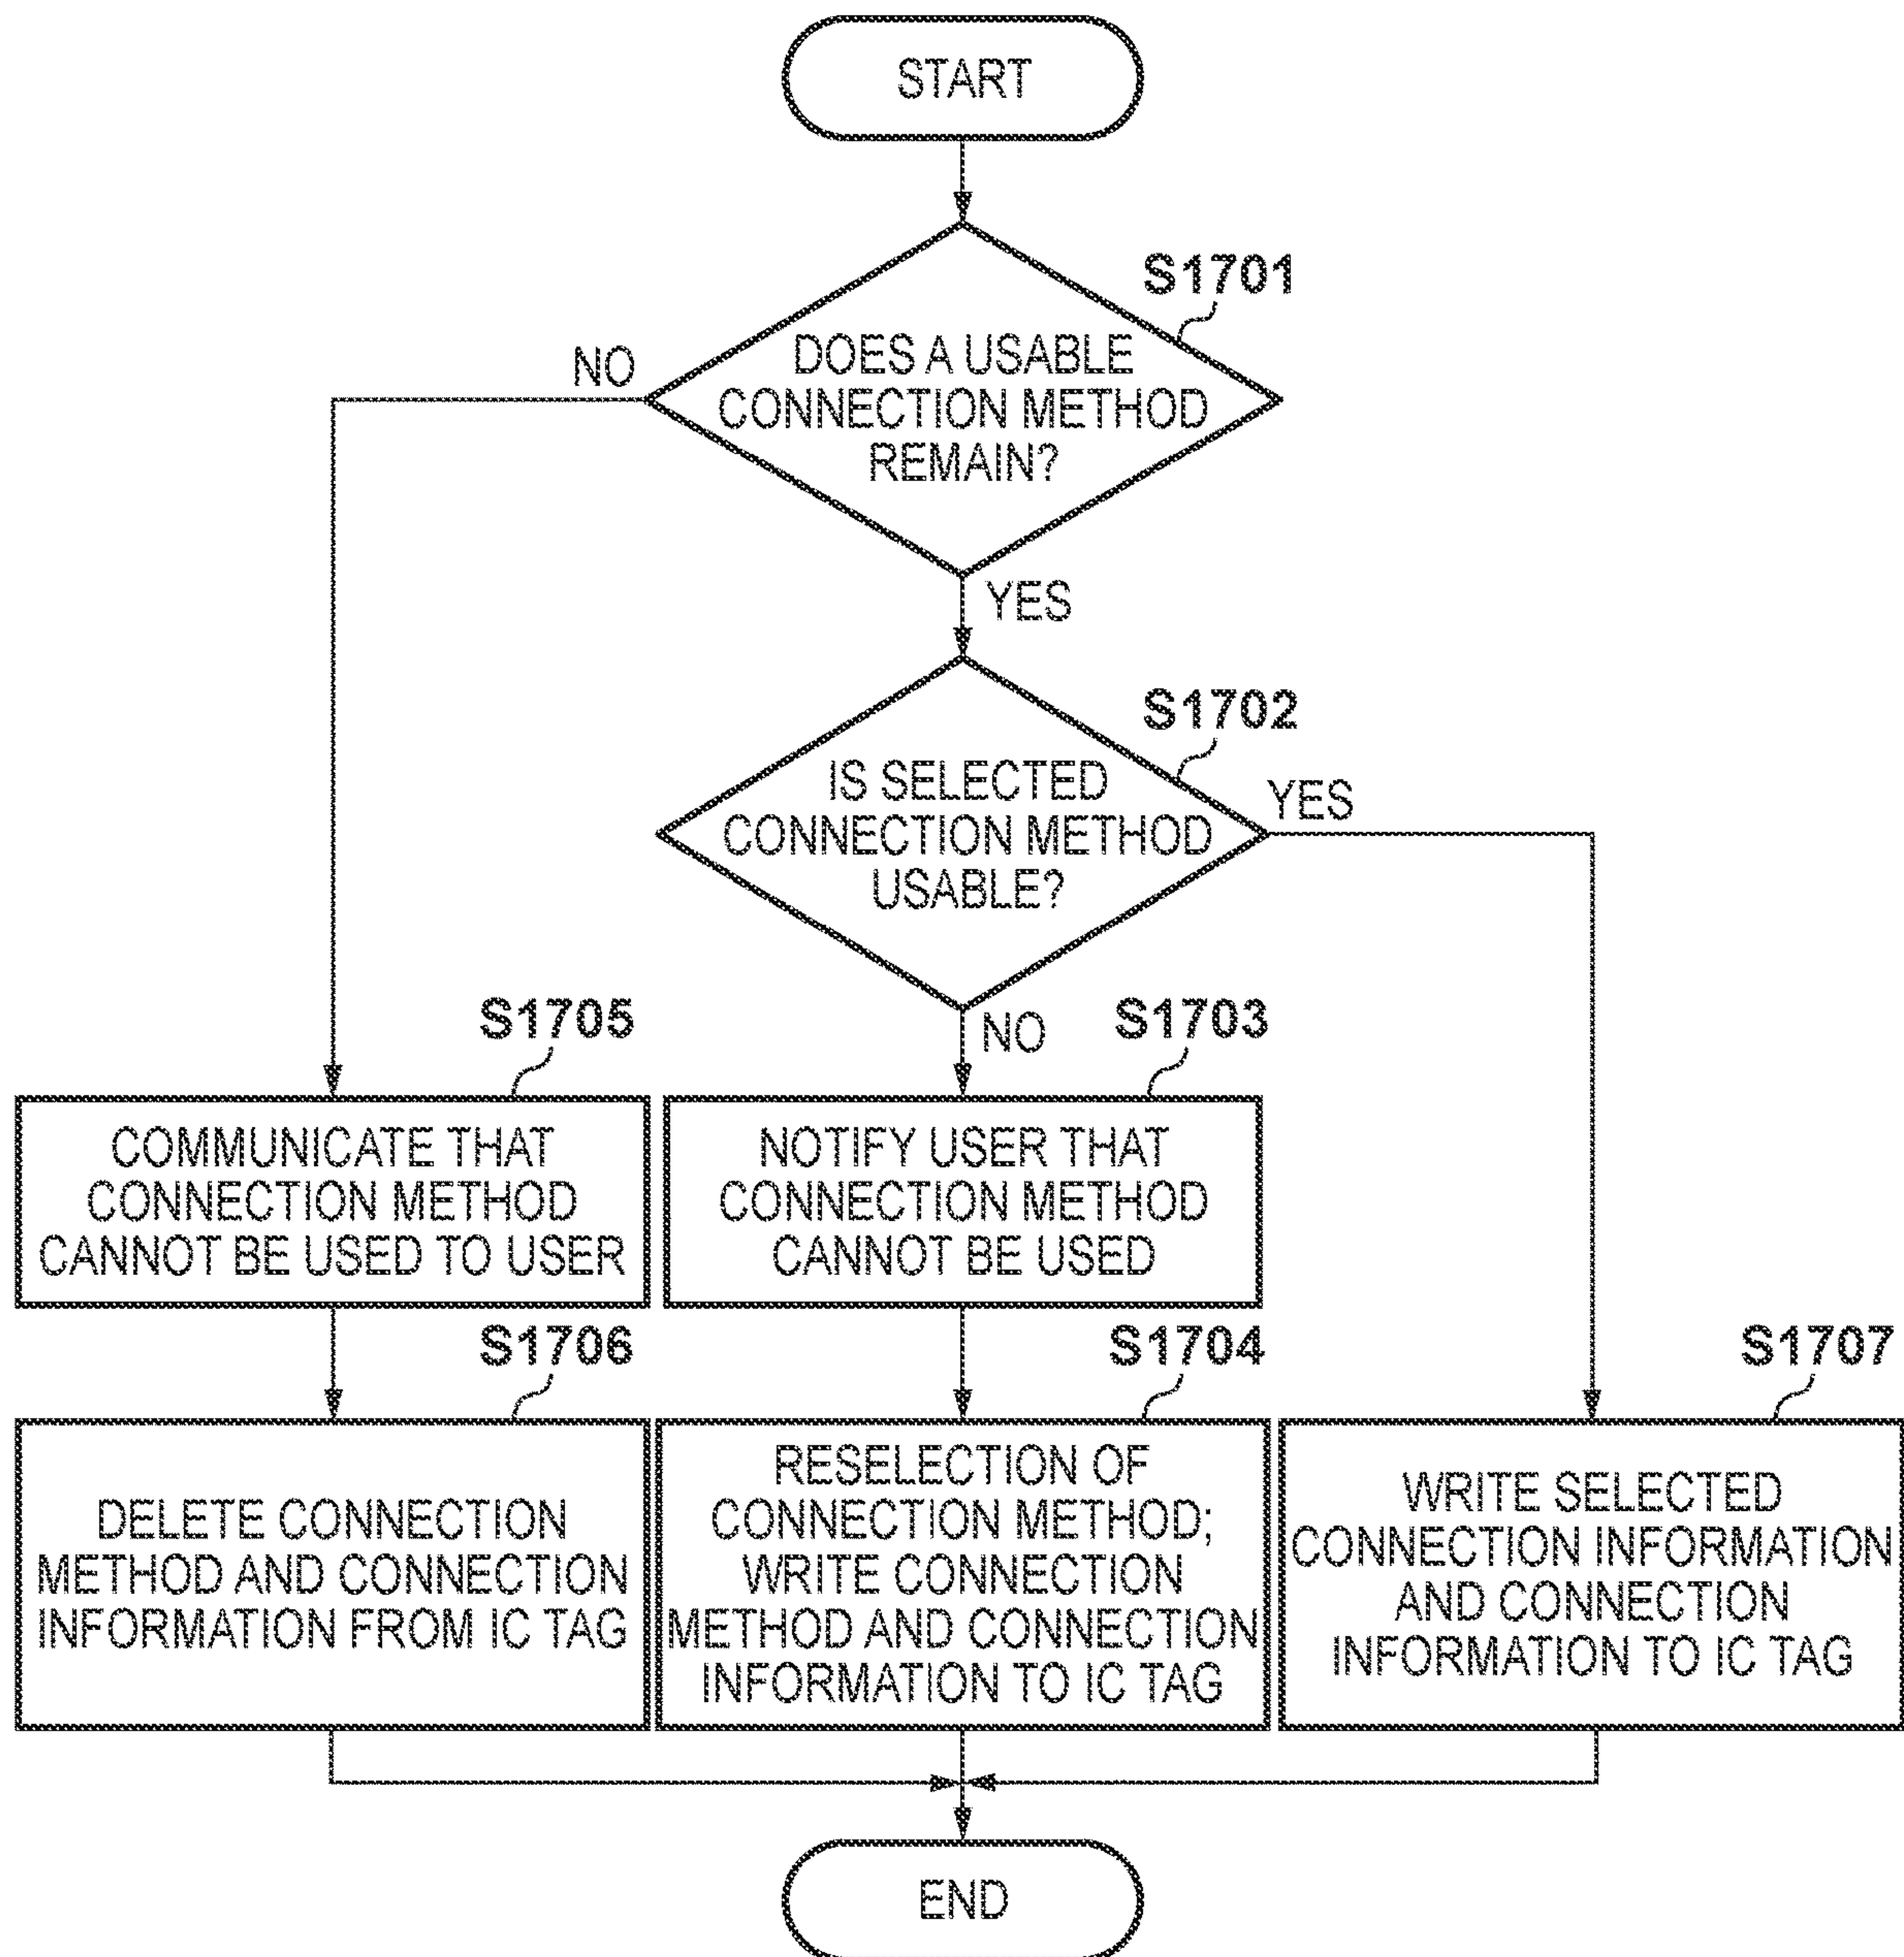 START
S1701
DOES A USABLE
CONNECTION METHOD
REMAIN?
NO
YES
S1702
IS SELECTED
CONNECTION METHOD
USABLE?
YES
NO
S1705
COMMUNICATE THAT
CONNECTION METHOD
CANNOT BE USED TO USER
S1703
NOTIFY USER THAT
CONNECTION METHOD
CANNOT BE USED
S1706
DELETE CONNECTION
METHOD AND CONNECTION
INFORMATION FROM IC TAG
S1704
RESELECTION OF
CONNECTION METHOD;
WRITE CONNECTION
METHOD AND CONNECTION
INFORMATION TO IC TAG
S1707
WRITE SELECTED
CONNECTION INFORMATION
AND CONNECTION
INFORMATION TO IC TAG
END